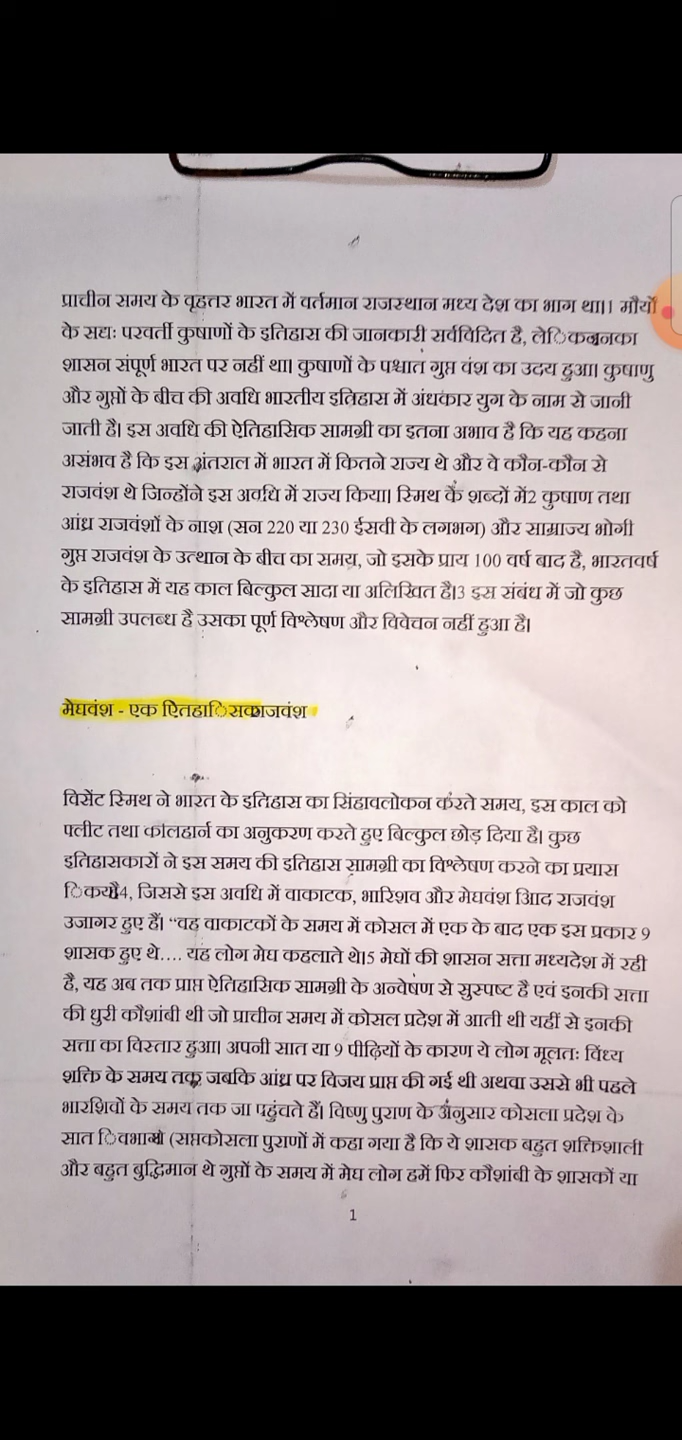 प्राचीन समय के वृहत्तर भारत में वर्तमान राजस्थान मध्य देश का भाग था।1 मौर्यों
के सद्यः परवर्ती कुषाणों के इतिहास की जानकारी सर्वविदित है, लेिकन इनका
शासन संपूर्ण भारत पर नहीं था। कुषाणों के पश्चात गुप्त वंश का उदय हुआ। कुषाण
और गुप्तों के बीच की अवधि भारतीय इतिहास में अंधकार युग के नाम से जानी
जाती है। इस अवधि की ऐतिहासिक सामग्री का इतना अभाव है कि यह कहना
असंभव है कि इस अंतराल में भारत में कितने राज्य थे और वे कौन-कौन से
राजवंश थे जिन्होंने इस अवधि में राज्य किया। स्मिथ के शब्दों में2 कुषाण तथा
आंध्र राजवंशों के नाश (सन 220 या 230 ईसवी के लगभग) और साम्राज्य भोगी
गुप्त राजवंश के उत्थान के बीच का समय, जो इसके प्राय 100 वर्ष बाद है, भारतवर्ष
के इतिहास में यह काल बिल्कुल सादा या अलिखित है।3 इस संबंध में जो कुछ
सामग्री उपलब्ध है उसका पूर्ण विश्लेषण और विवेचन नहीं हुआ है।
मेघवंश - एक ऐितहािसक राजवंश
विसेंट स्मिथ ने भारत के इतिहास का सिंहावलोकन करते समय, इस काल को
फ्लीट तथा कीलहार्न का अनुकरण करते हुए बिल्कुल छोड़ दिया है। कुछ
इतिहासकारों ने इस समय की इतिहास सामग्री का विश्लेषण करने का प्रयास
िकया है4, जिससे इस अवधि में वाकाटक, भारिशव और मेघवंश आिद राजवंश
उजागर हुए हैं। “वह वाकाटकों के समय में कोसल में एक के बाद एक इस प्रकार 9
शासक हुए थे.... यह लोग मेघ कहलाते थे।5 मेघों की शासन सत्ता मध्यदेश में रही
है, यह अब तक प्राप्त ऐतिहासिक सामग्री के अन्वेषण से सुस्पष्ट है एवं इनकी सत्ता
की धुरी कौशांबी थी जो प्राचीन समय में कोसल प्रदेश में आती थी यहीं से इनकी
सत्ता का विस्तार हुआ। अपनी सात या 9 पीढ़ियों के कारण ये लोग मूलतः विंध्य
शक्ति के समय तक, जबकि आंध्र पर विजय प्राप्त की गई थी अथवा उससे भी पहले
भारशिवों के समय तक जा पहुंचते हैं। विष्णु पुराण के अनुसार कोसला प्रदेश के
सात िवभाग थे (सप्तकोसला पुराणों में कहा गया है कि ये शासक बहुत शक्तिशाली
और बहुत बुद्धिमान थे गुप्तों के समय में मेघ लोग हमें फिर कौशांबी के शासकों या
1